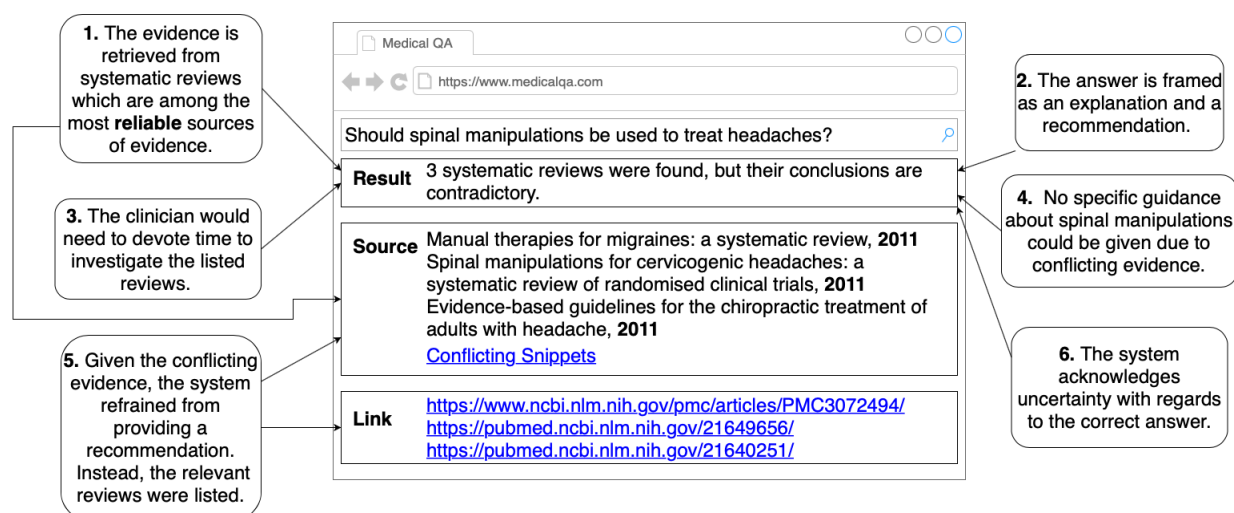 1. The evidence is
retrieved from
systematic reviews
which are among the
most reliable sources
of evidence.
3. The clinician would
need to devote time to
investigate the listed
reviews.
5. Given the conflicting
evidence, the system
refrained from
providing a
recommendation.
Instead, the relevant
reviews were listed.
Medical QA
https://www.medicalqa.com
Should spinal manipulations be used to treat headaches?
Result 3 systematic reviews were found, but their conclusions are
contradictory.
Source Manual therapies for migraines: a systematic review, 2011
Spinal manipulations for cervicogenic headaches: a
systematic review of randomised clinical trials, 2011
Evidence-based guidelines for the chiropractic treatment of
adults with headache, 2011
Conflicting Snippets
Link https://www.ncbi.nlm.nih.gov/pmc/articles/PMC3072494/
https://pubmed.ncbi.nlm.nih.gov/21649656/
https://pubmed.ncbi.nlm.nih.gov/21640251/
2. The answer is framed
as an explanation and a
recommendation.
4. No specific guidance
about spinal manipulations
could be given due to
conflicting evidence.
6. The system
acknowledges
uncertainty with regards
to the correct answer.